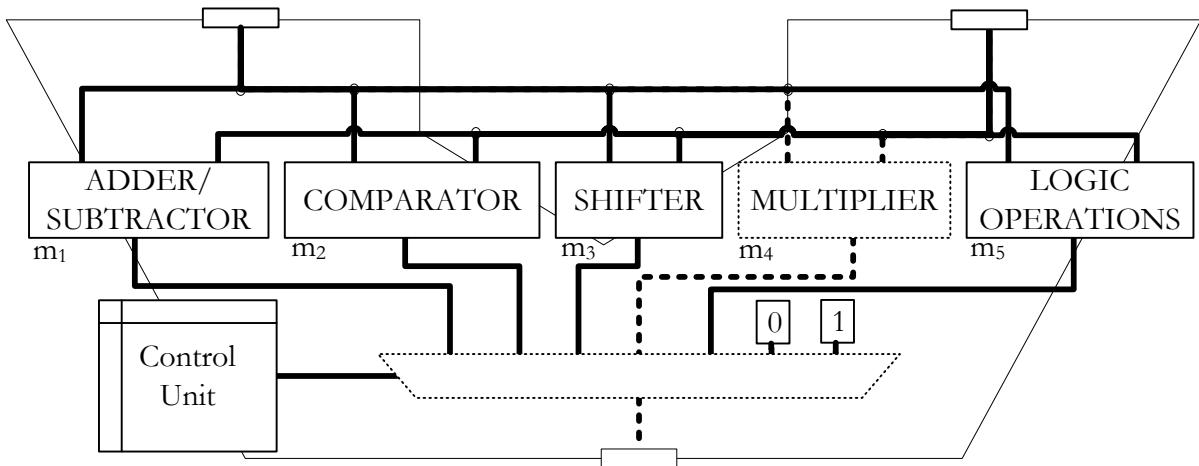 ADDER/
SUBTRACTOR
COMPARATOR
SHIFTER
MULTIPLIER
LOGIC
OPERATIONS
m₁
m₂
m₃
m₄
m₅
0
1
Control
Unit